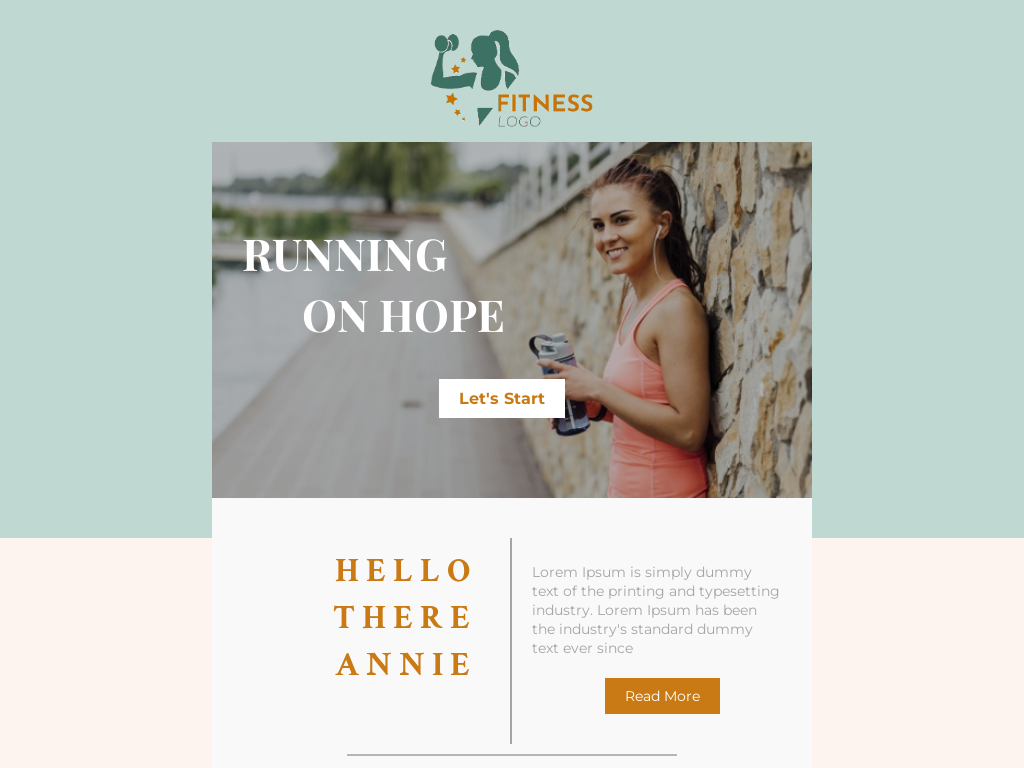 FITNESS
LOGO
RUNNING
ON HOPE
Let's Start
HELLO
THERE
ANNIE
Lorem Ipsum is simply dummy
text of the printing and typesetting
industry. Lorem Ipsum has been
the industry's standard dummy
text ever since
Read More